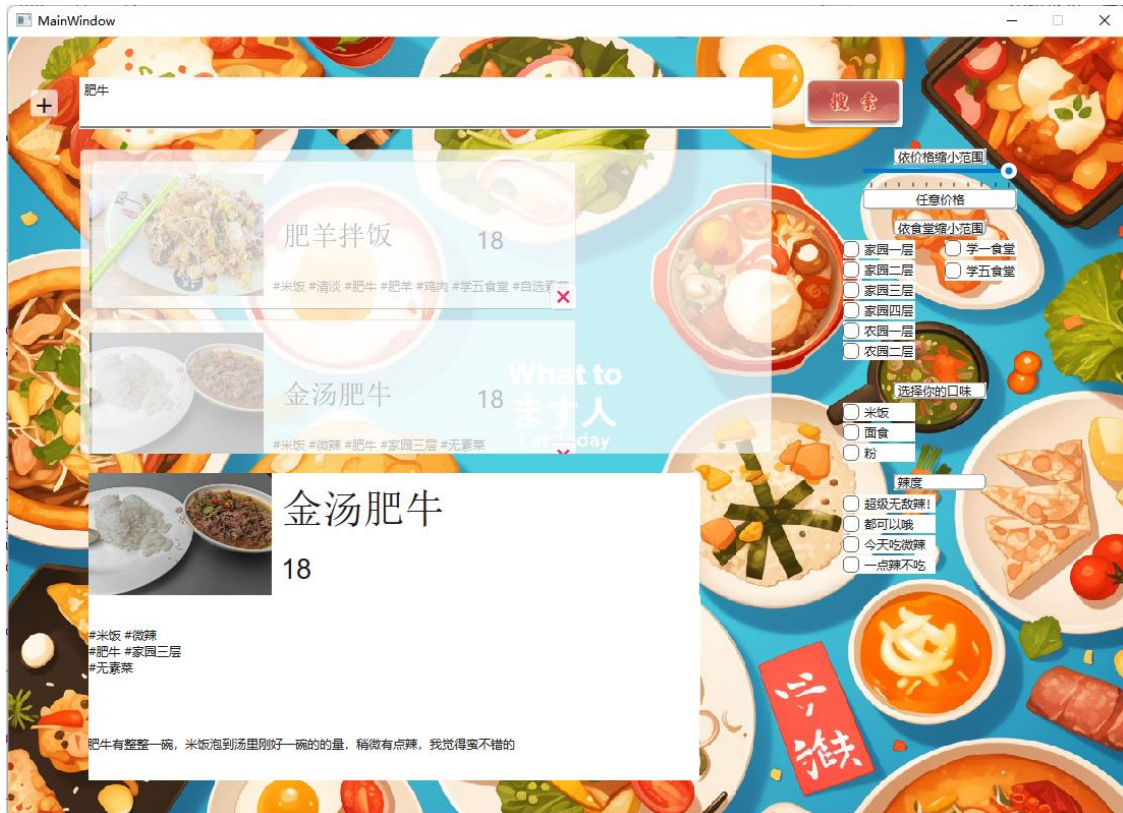 MainWindow
+
肥牛
搜 索
肥羊拌饭
18
#米饭 #清淡 #肥牛 #肥羊 #鸡肉 #学五食堂 #自选素菜
金汤肥牛
18
#米饭 #微辣 #肥牛 #家园三层 #无素菜
What to
ます人
Eat Today
金汤肥牛
18
#米饭 #微辣
#肥牛 #家园三层
#无素菜
肥牛有整整一碗，米饭泡到汤里刚好一碗的的量，稍微有点辣，我觉得蛮不错的
依价格缩小范围
任意价格
依食堂缩小范围
家园一层
学一食堂
家园二层
学五食堂
家园三层
家园四层
农园一层
农园二层
选择你的口味
米饭
面食
粉
辣度
超级无敌辣!
都可以哦
今天吃微辣
一点辣不吃